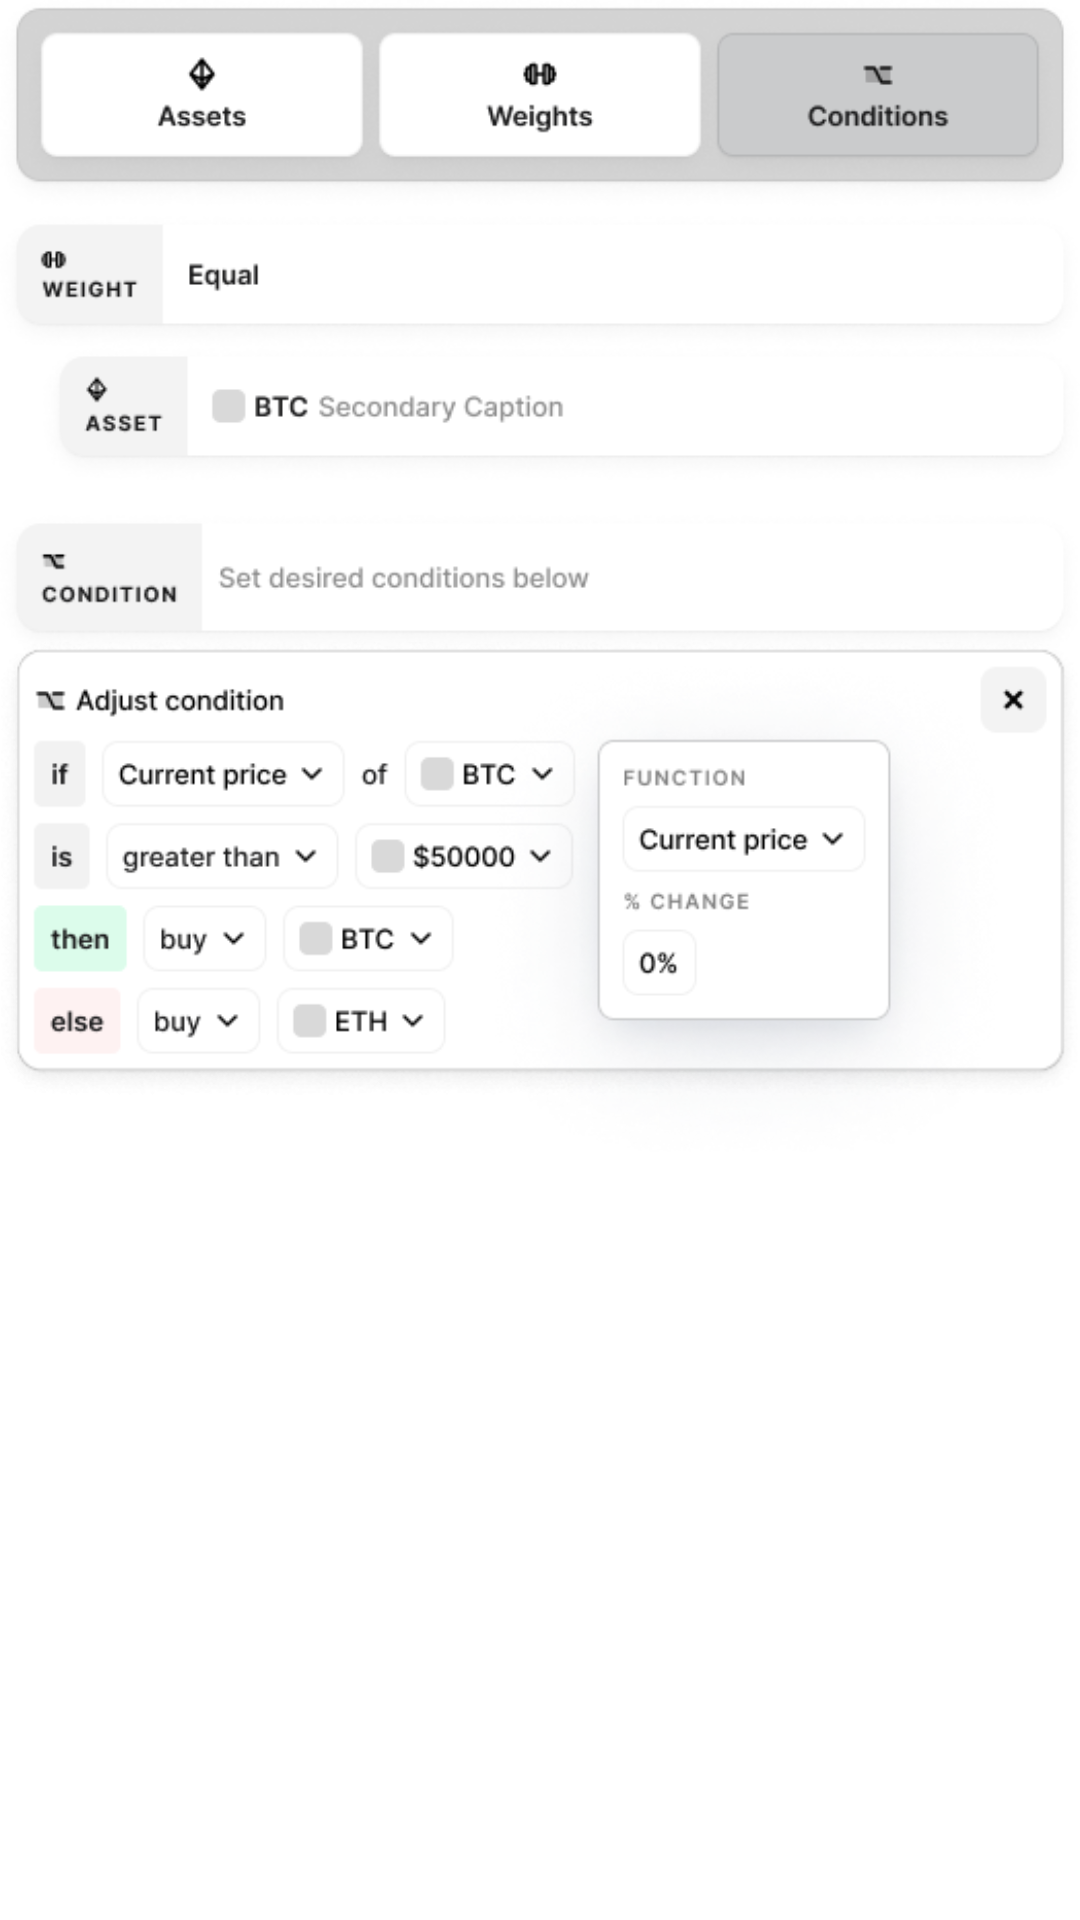 Assets
Weights
Conditions
WEIGHT
Equal
ASSET
BTC Secondary Caption
CONDITION
Set desired conditions below
Adjust condition
if Current price of BTC
is greater than $50000
then buy BTC
else buy ETH
FUNCTION
Current price
% CHANGE
0%